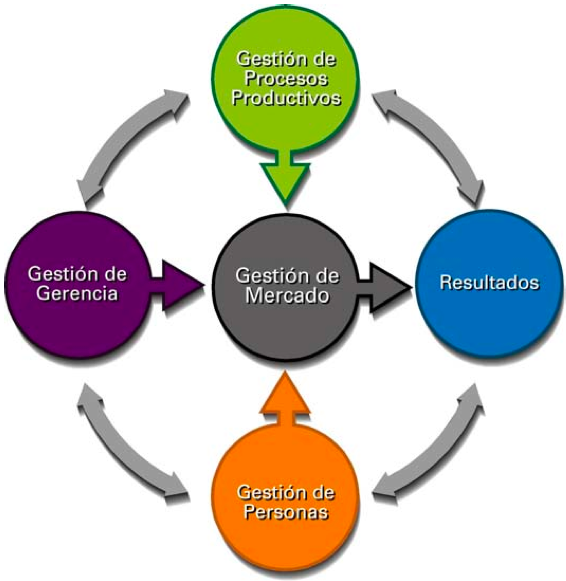 Gestión de
Procesos
Productivos
Gestión de
Gerencia
Gestión de
Mercado
Resultados
Gestión de
Personas